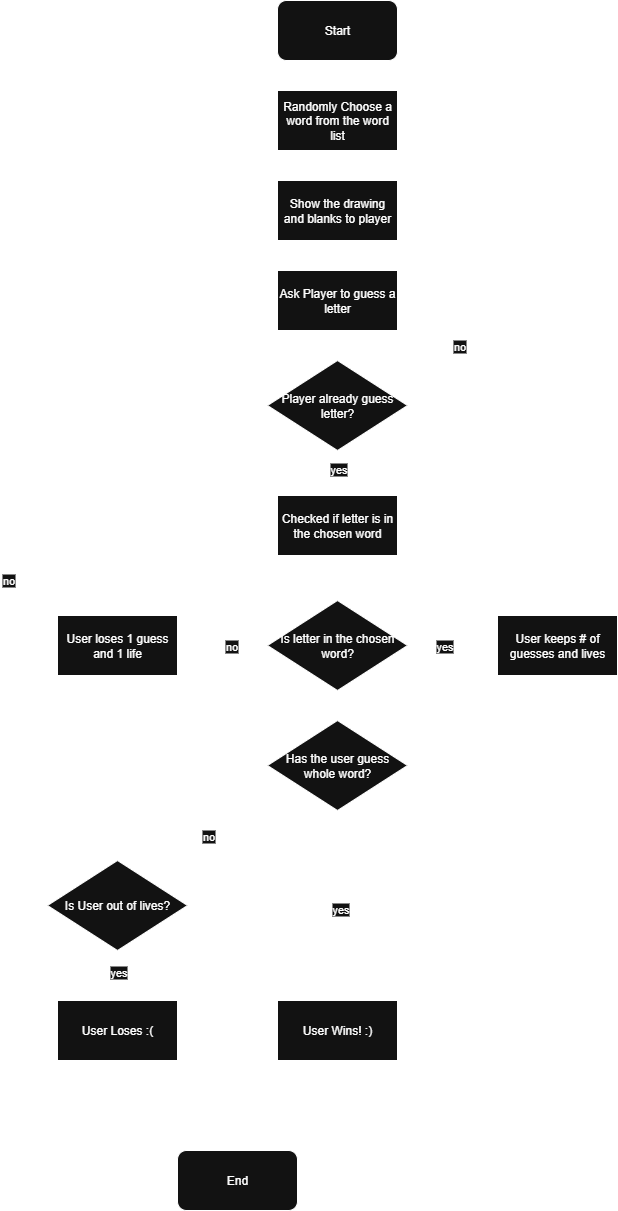 Start
Randomly Choose a
word from the word
list
Show the drawing
and blanks to player
Ask Player to guess a
letter
no
Player already guess
letter?
yes
Checked if letter is in
the chosen word
no
User loses 1 guess
and 1 life
no
Is letter in the chosen
word?
yes
User keeps # of
guesses and lives
Has the user guess
whole word?
no
Is User out of lives?
yes
yes
User Loses :(
User Wins! :)
End